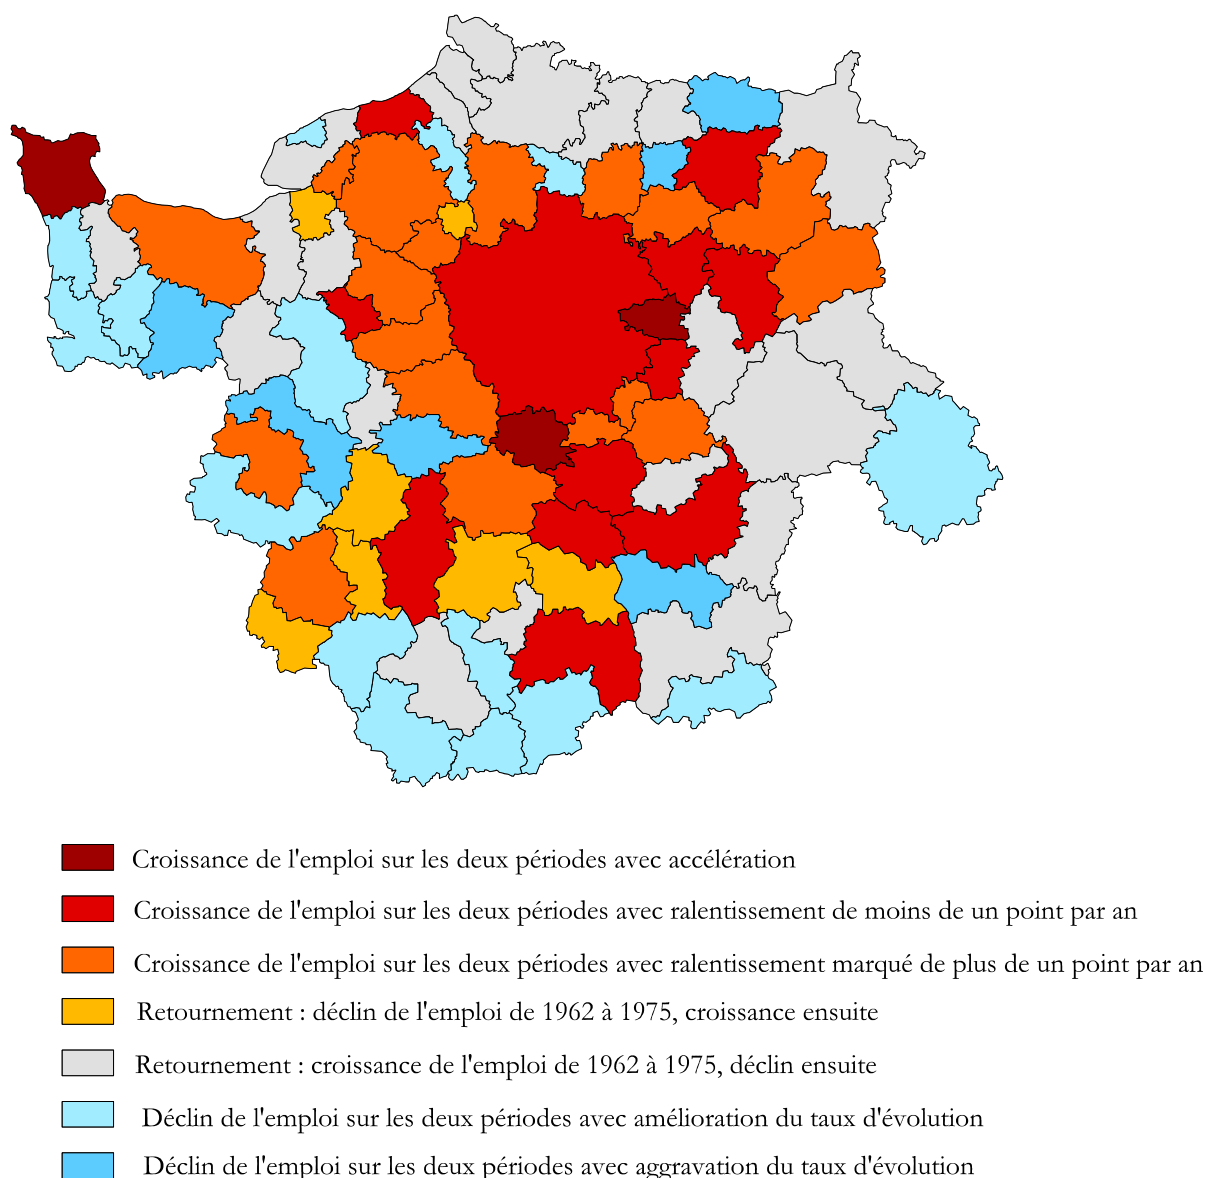 Croissance de l'emploi sur les deux périodes avec accélération
Croissance de l'emploi sur les deux périodes avec ralentissement de moins de un point par an
Croissance de l'emploi sur les deux périodes avec ralentissement marqué de plus de un point par an
Retournement : déclin de l'emploi de 1962 à 1975, croissance ensuite
Retournement : croissance de l'emploi de 1962 à 1975, déclin ensuite
Déclin de l'emploi sur les deux périodes avec amélioration du taux d'évolution
Déclin de l'emploi sur les deux périodes avec aggravation du taux d'évolution